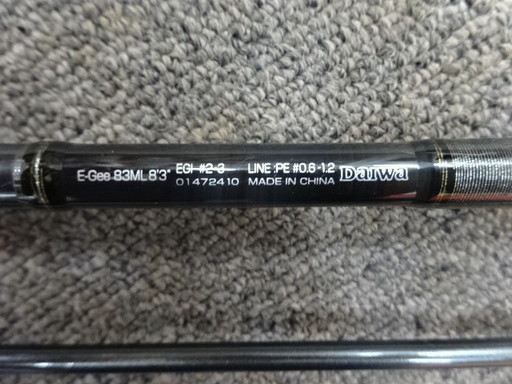 E-Gee 83ML 8'3" EGI #2-3 LINE:PE #0.6-1.2 Daiwa
01472410 MADE IN CHINA